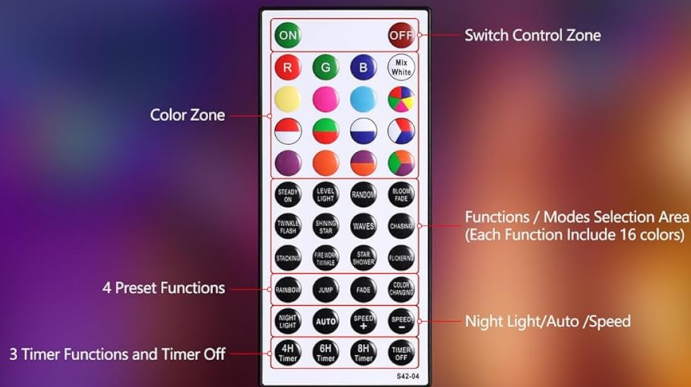 ON
OFF
Switch Control Zone
R
G
B
Mix
White
Color Zone
STEADY
ON
LEVEL
LIGHT
RANDOM
BLOOM
FADE
TWINKLE
FLASH
SHINING
STAR
WAVES
CHASING
Functions / Modes Selection Area
(Each Function Include 16 colors)
STACKING
FIREWORK
TWINKLE
STAR
SHOWER
FLICKERING
4 Preset Functions
RAINBOW
JUMP
FADE
COLOR
CHANGING
NIGHT
LIGHT
AUTO
SPEED
+
SPEED
−
Night Light/Auto /Speed
3 Timer Functions and Timer Off
4H
Timer
6H
Timer
8H
Timer
TIMER
OFF
S42-04